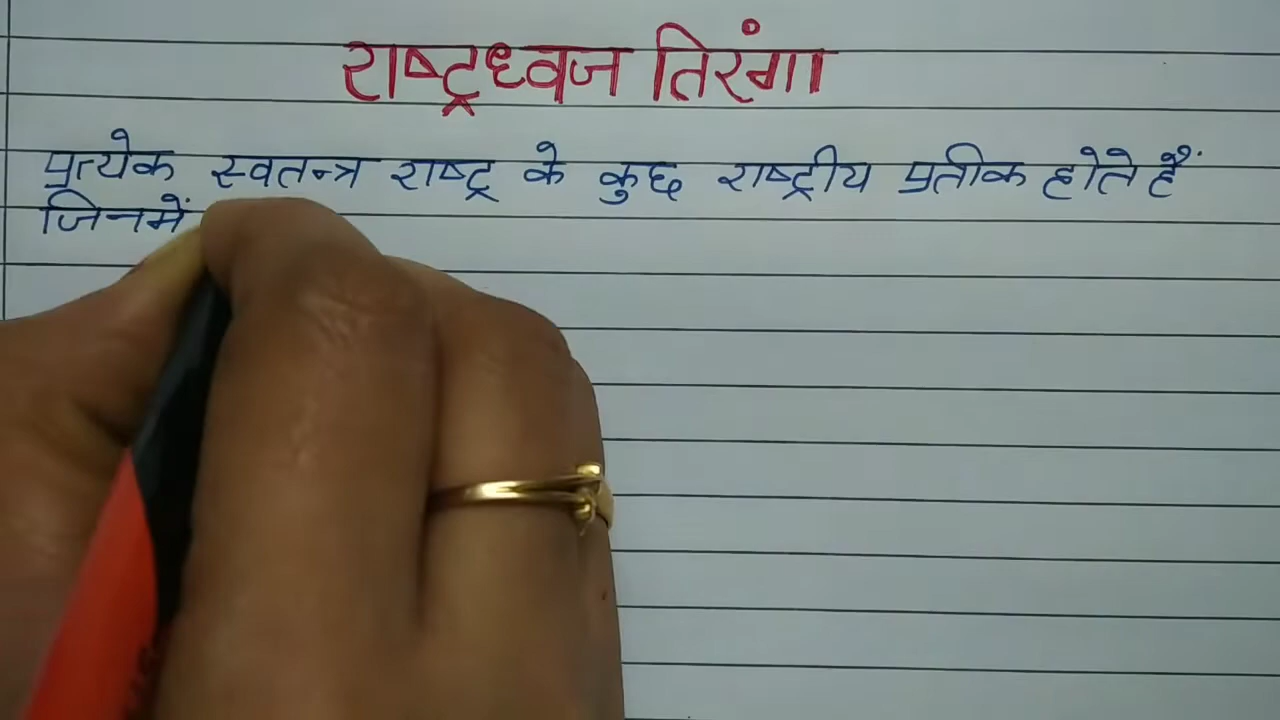 राष्ट्रध्वज तिरंगा
प्रत्येक स्वतन्त्र राष्ट्र के कुछ राष्ट्रीय प्रतीक होते हैं
जिनमें